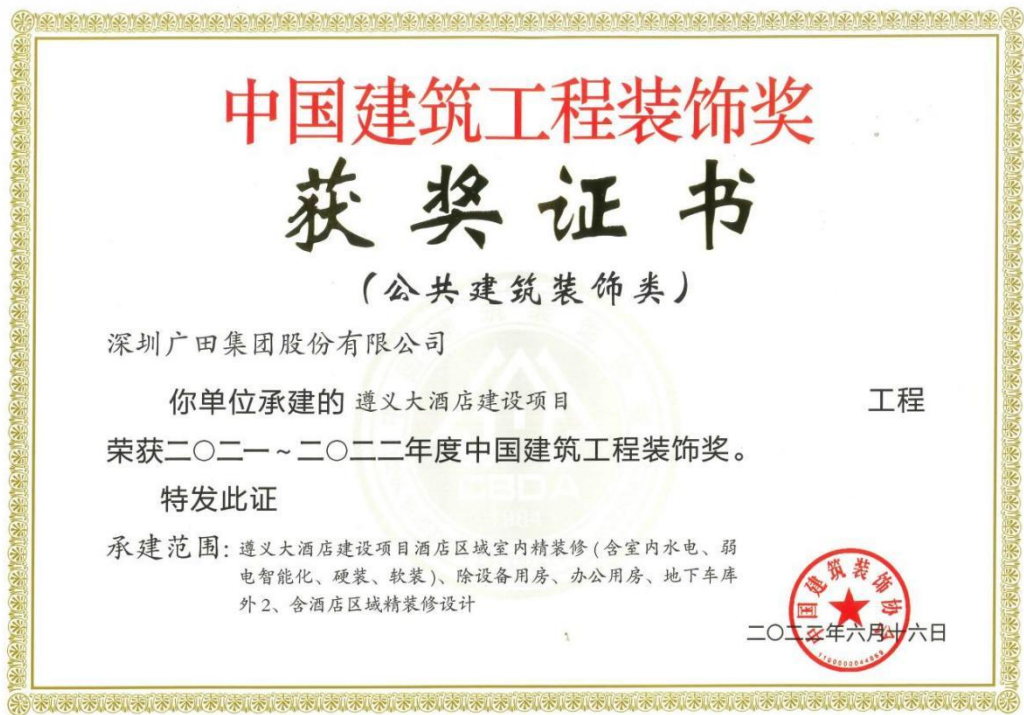 中国建筑工程装饰奖
获奖证书
(公共建筑装饰类)
深圳广田集团股份有限公司
你单位承建的 遵义大酒店建设项目 工程
荣获二〇二一~二〇二二年度中国建筑工程装饰奖。
特发此证
承建范围: 遵义大酒店建设项目酒店区域室内精装修(含室内水电、弱
电智能化、硬装、软装)、除设备用房、办公用房、地下车库
外2、含酒店区域精装修设计
中国建筑装饰协会
二〇二三年六月十六日
CBDA